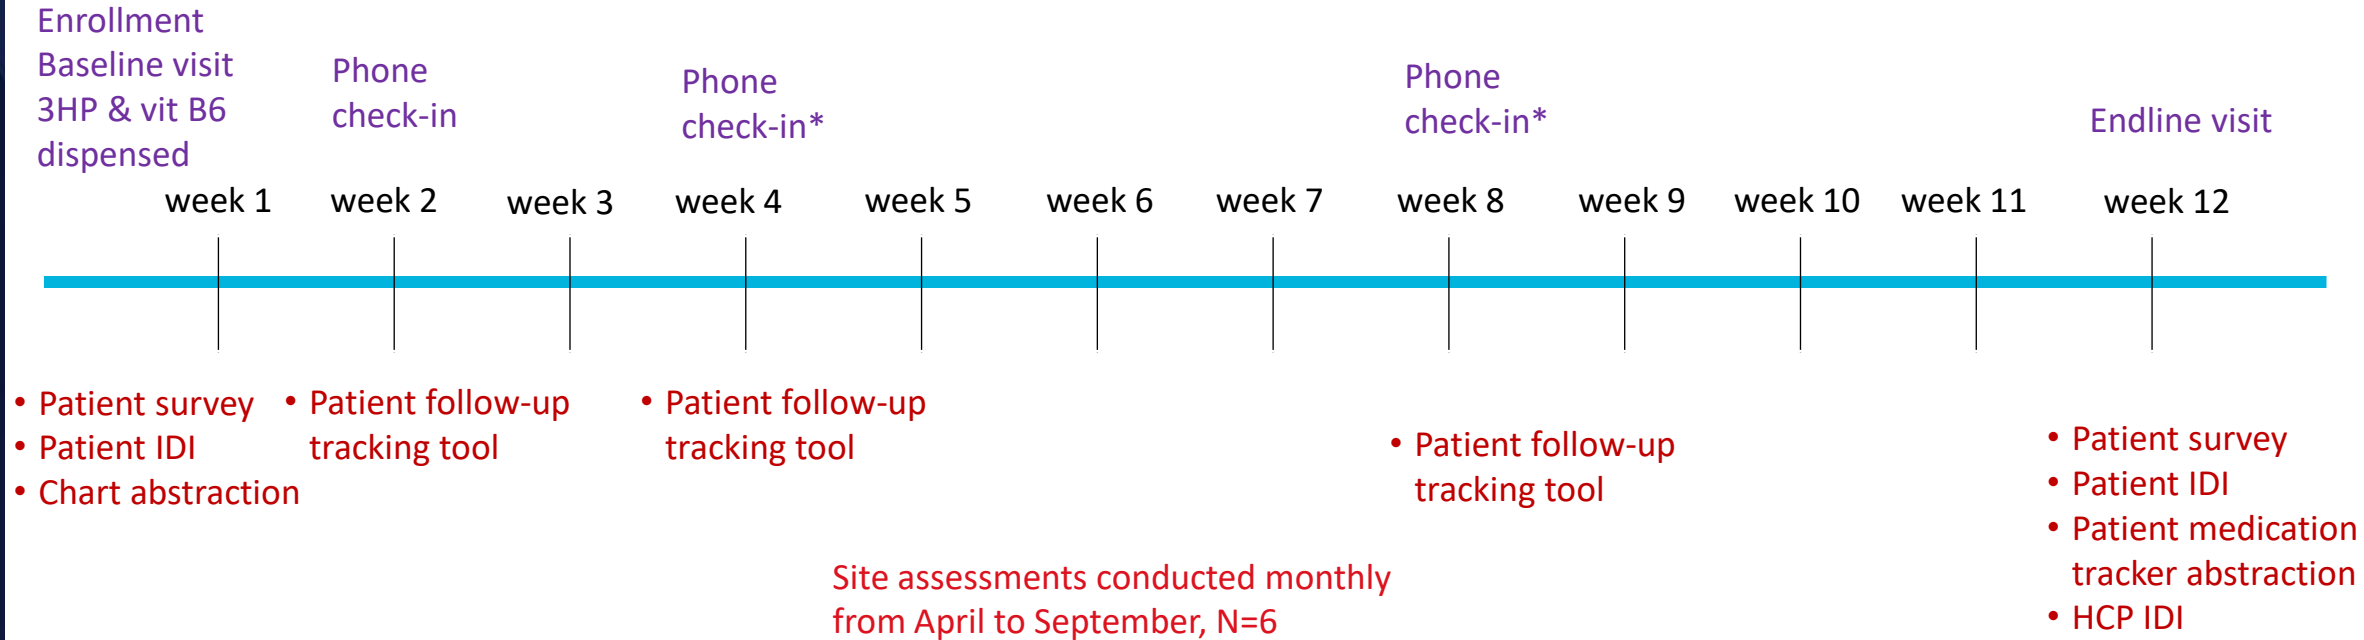 Enrollment
Baseline visit
3HP & vit B6
dispensed
Phone
check-in
Phone
check-in*
Phone
check-in*
Endline visit
week 1
week 2
week 3
week 4
week 5
week 6
week 7
week 8
week 9
week 10
week 11
week 12
• Patient survey
• Patient IDI
• Chart abstraction
• Patient follow-up
tracking tool
• Patient follow-up
tracking tool
• Patient follow-up
tracking tool
• Patient survey
• Patient IDI
• Patient medication
tracker abstraction
• HCP IDI
Site assessments conducted monthly
from April to September, N=6